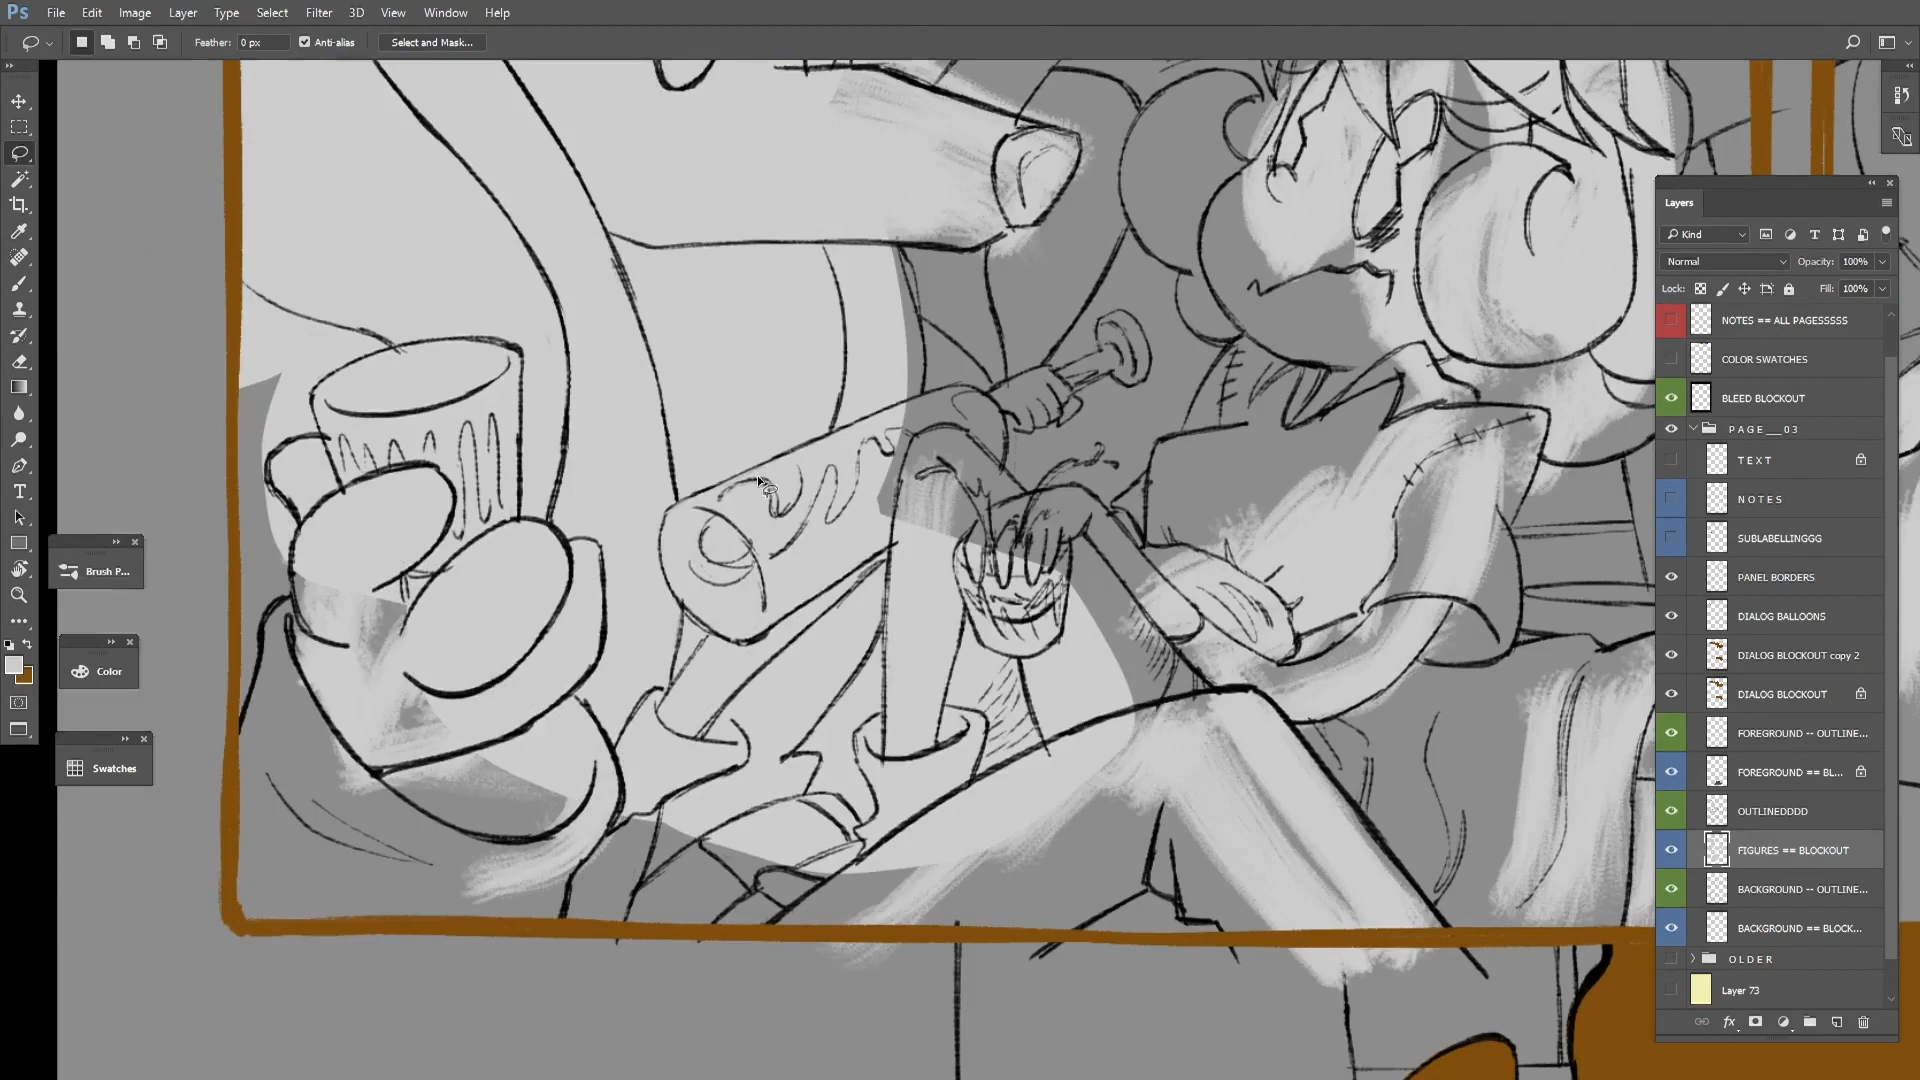 Ps File Edit Image Layer Type Select Filter 3D View Window Help
Feather: 0 px Anti-alias Select and Mask...
Layers
Kind
Normal Opacity: 100%
Lock: Fill: 100%
NOTES == ALL PAGESSSSS
COLOR SWATCHES
BLEED BLOCKOUT
PAGE__03
TEXT
NOTES
SUBLABELLINGGG
PANEL BORDERS
DIALOG BALLOONS
DIALOG BLOCKOUT copy 2
DIALOG BLOCKOUT
FOREGROUND -- OUTLINE...
FOREGROUND == BL...
OUTLINEDDDD
FIGURES == BLOCKOUT
BACKGROUND -- OUTLINE...
BACKGROUND == BLOCK...
OLDER
Layer 73
fx
Brush P...
Color
Swatches